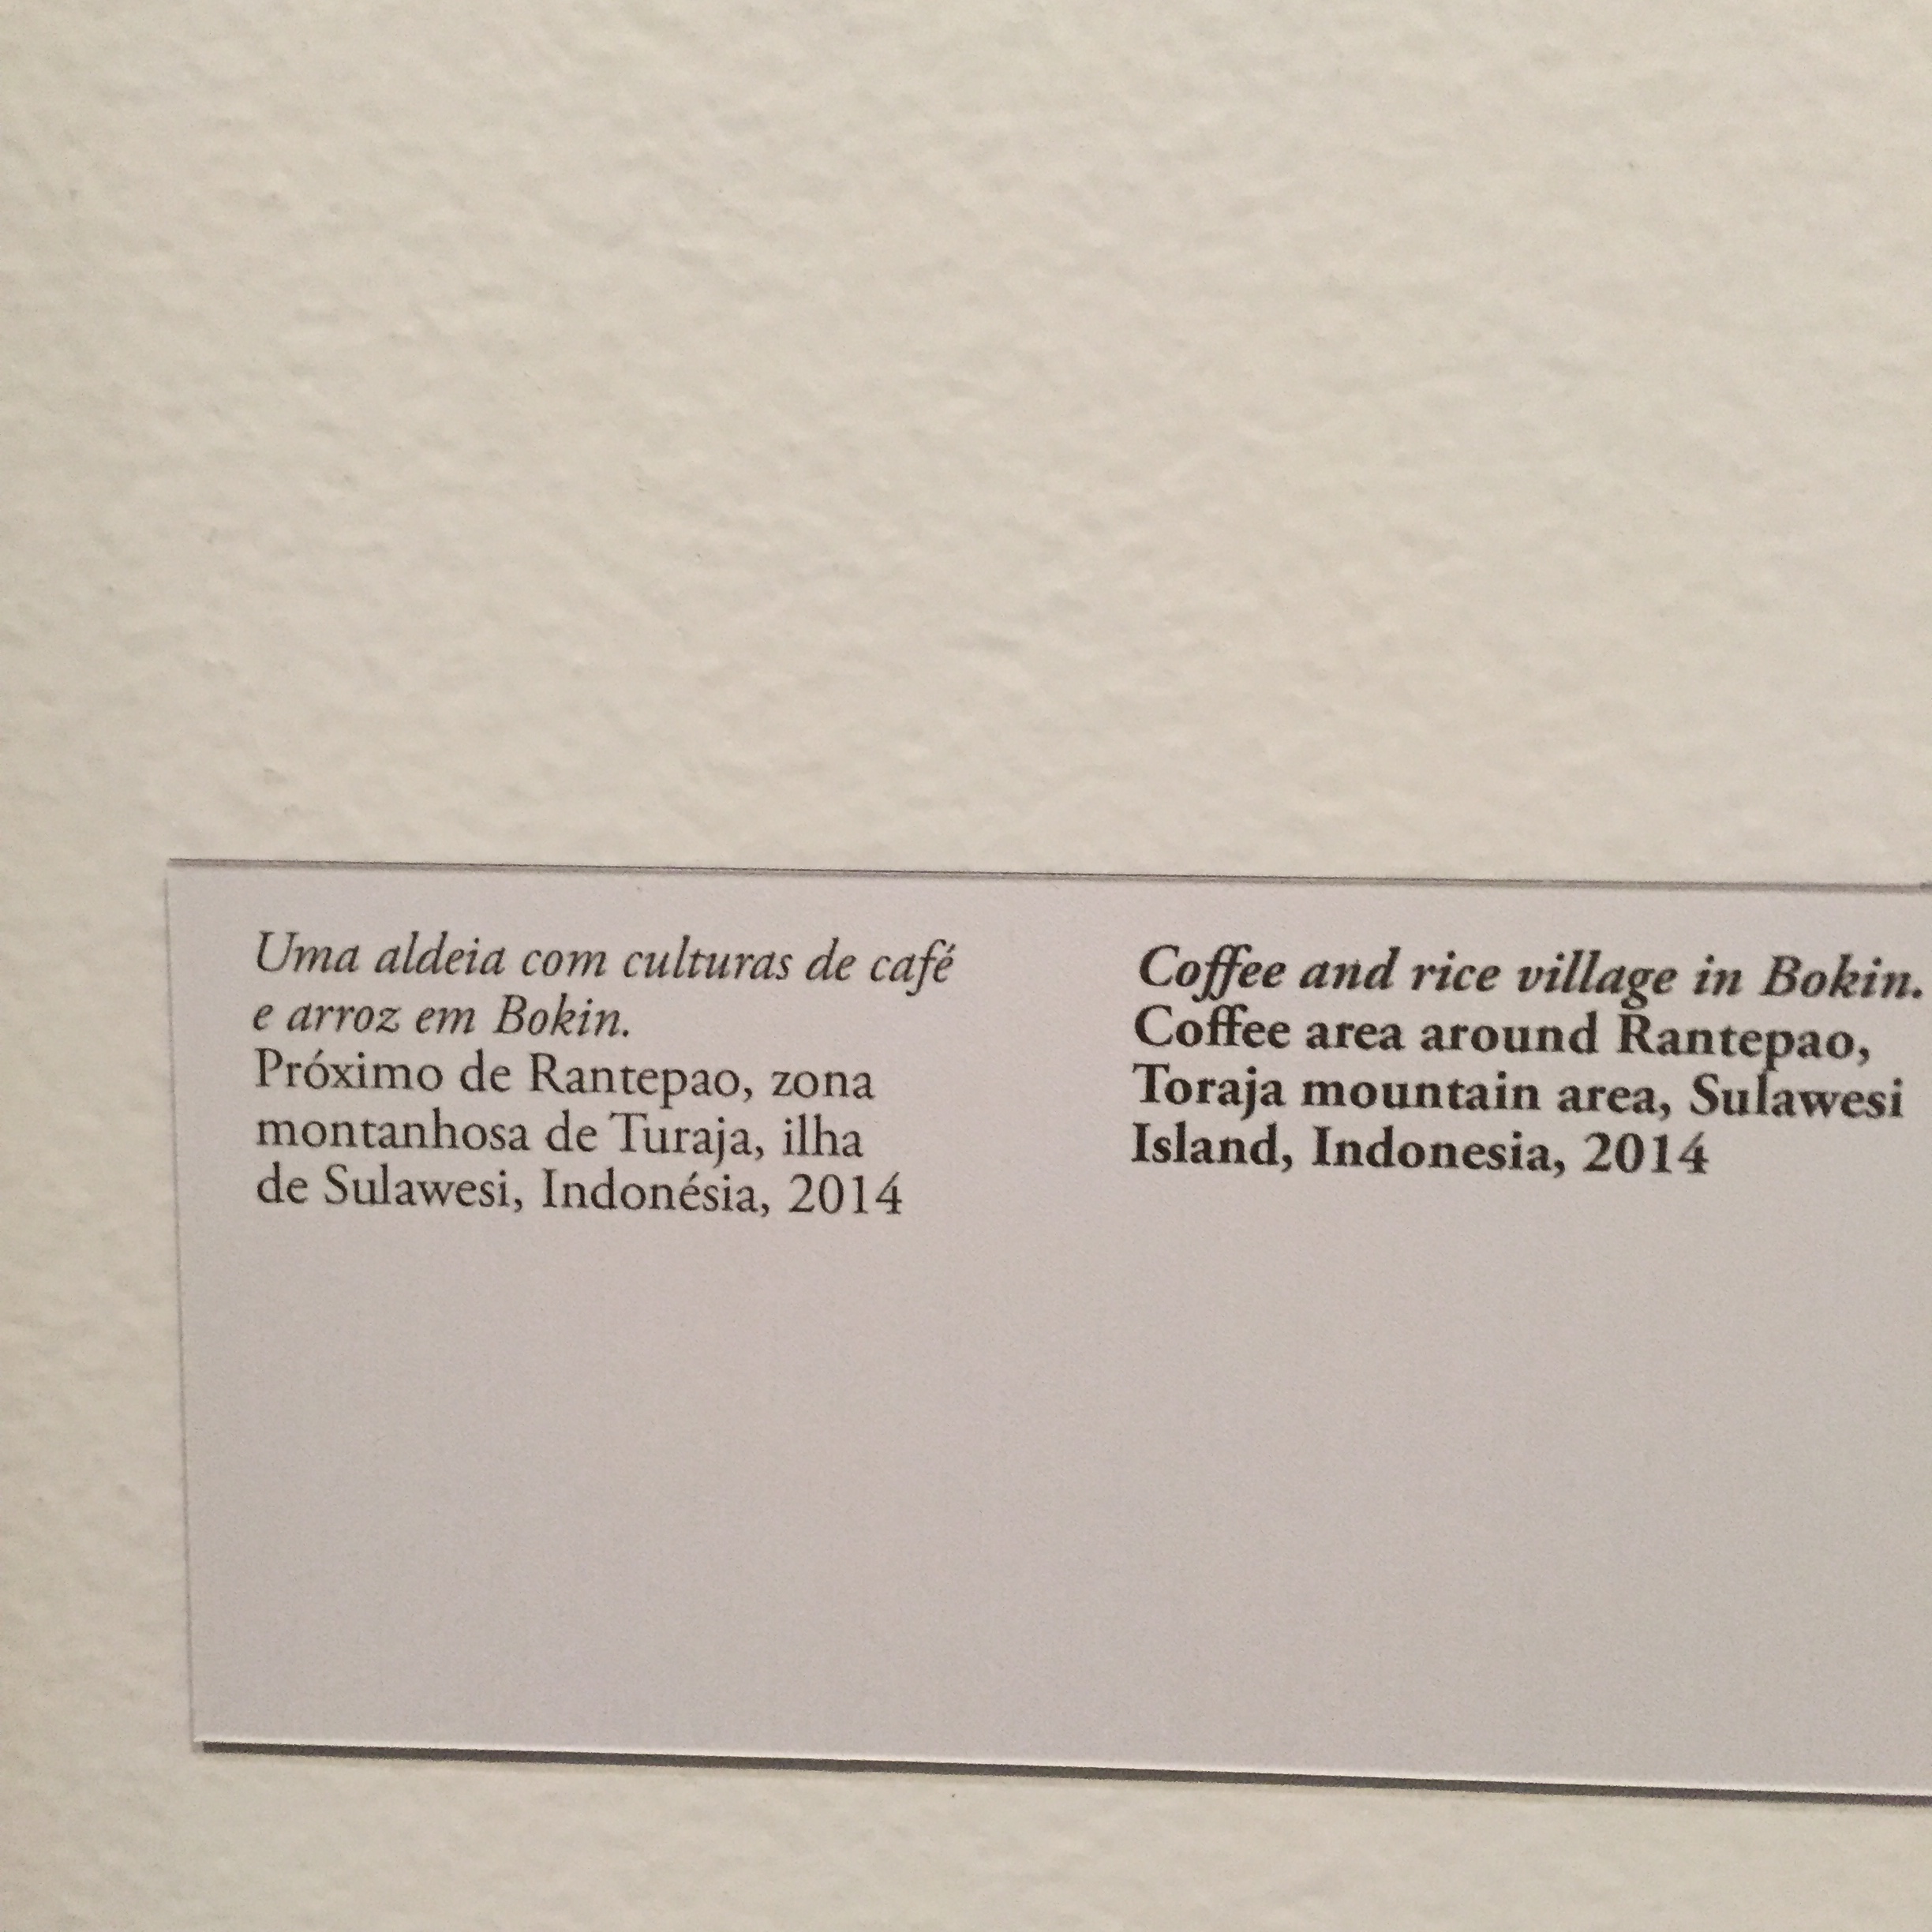 Uma aldeia com culturas de café
e arroz em Bokin.
Próximo de Rantepao, zona
montanhosa de Turaja, ilha
de Sulawesi, Indonésia, 2014
Coffee and rice village in Bokin.
Coffee area around Rantepao,
Toraja mountain area, Sulawesi
Island, Indonesia, 2014